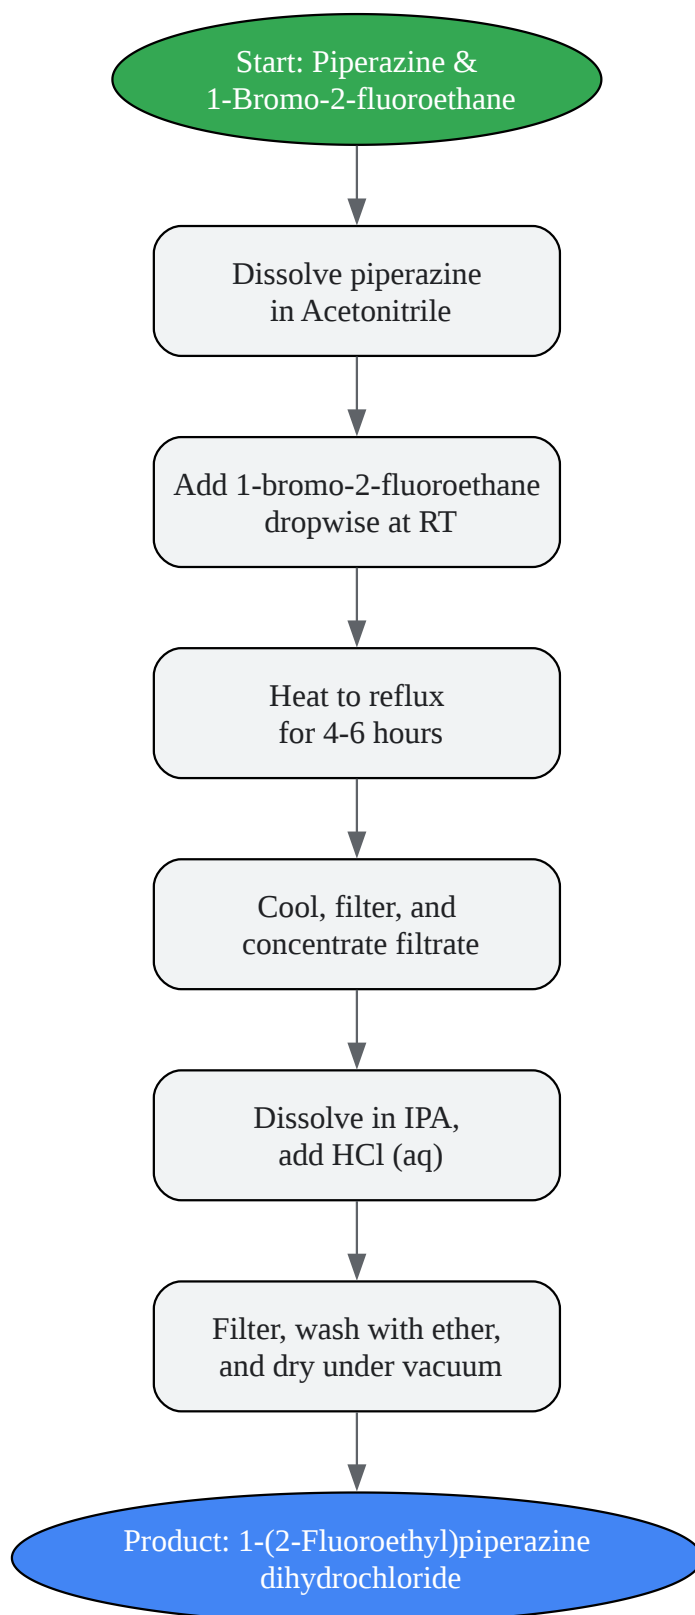 Start: Piperazine &
1-Bromo-2-fluoroethane
Dissolve piperazine
in Acetonitrile
Add 1-bromo-2-fluoroethane
dropwise at RT
Heat to reflux
for 4-6 hours
Cool, filter, and
concentrate filtrate
Dissolve in IPA,
add HCl (aq)
Filter, wash with ether,
and dry under vacuum
Product: 1-(2-Fluoroethyl)piperazine
dihydrochloride